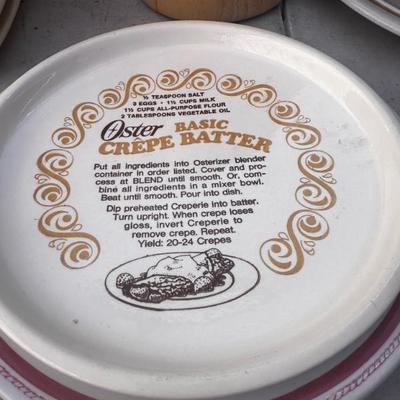 ½ TEASPOON SALT
3 EGGS · 1½ CUPS MILK
1½ CUPS ALL-PURPOSE FLOUR
2 TABLESPOONS VEGETABLE OIL
Oster BASIC
CRÊPE BATTER
Put all ingredients into Osterizer blender
container in order listed. Cover and pro-
cess at BLEND until smooth. Or, com-
bine all ingredients in a mixer bowl.
Beat until smooth. Pour into dish.
Dip preheated Creperie into batter.
Turn upright. When crepe loses
gloss, invert Creperie to
remove crepe. Repeat.
Yield: 20-24 Crepes